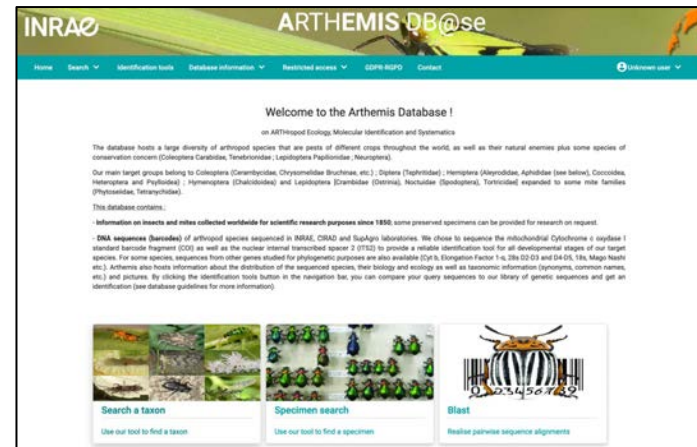 INRAE
ARTHEMIS DB@se
Home Search Identification tools Database information Restricted access GDPR-RGPD Contact Unknown user
Welcome to the Arthemis Database !
on ARTHropod Ecology, Molecular Identification and Systematics
The database hosts a large diversity of arthropod species that are pests of different crops throughout the world, as well as their natural enemies plus some species of
conservation concern (Coleoptera Carabidae, Tenebrionidae ; Lepidoptera Papilionidae ; Neuroptera).
Our main target groups belong to Coleoptera (Cerambycidae, Chrysomelidae Bruchinae, etc.) ; Diptera (Tephritidae) ; Hemiptera (Aleyrodidae, Aphididae (see below), Coccoidea,
Heteroptera and Psylloidea) ; Hymenoptera (Chalcidoidea) and Lepidoptera [Crambidae (Ostrinia), Noctuidae (Spodoptera), Tortricidae] expanded to some mite families
(Phytoseiidae, Tetranychidae).
This database contains :
- Information on insects and mites collected worldwide for scientific research purposes since 1850; some preserved specimens can be provided for research on request.
- DNA sequences (barcodes) of arthropod species sequenced in INRAE, CIRAD and SupAgro laboratories. We chose to sequence the mitochondrial Cytochrome c oxydase I
standard barcode fragment (COI) as well as the nuclear internal transcribed spacer 2 (ITS2) to provide a reliable identification tool for all developmental stages of our target
species. For some species, sequences from other genes studied for phylogenetic purposes are also available (Cyt b, Elongation Factor 1-α, 28s D2-D3 and D4-D5, 18s, Mago Nashi
etc.). Arthemis also hosts information about the distribution of the sequenced species, their biology and ecology as well as taxonomic information (synonyms, common names,
etc.) and pictures. By clicking the identification tools button in the navigation bar, you can compare your query sequences to our library of genetic sequences and get an
identification (see database guidelines for more information).
0 23456 789
Search a taxon
Use our tool to find a taxon
Specimen search
Use our tool to find a specimen
Blast
Realise pairwise sequence alignments